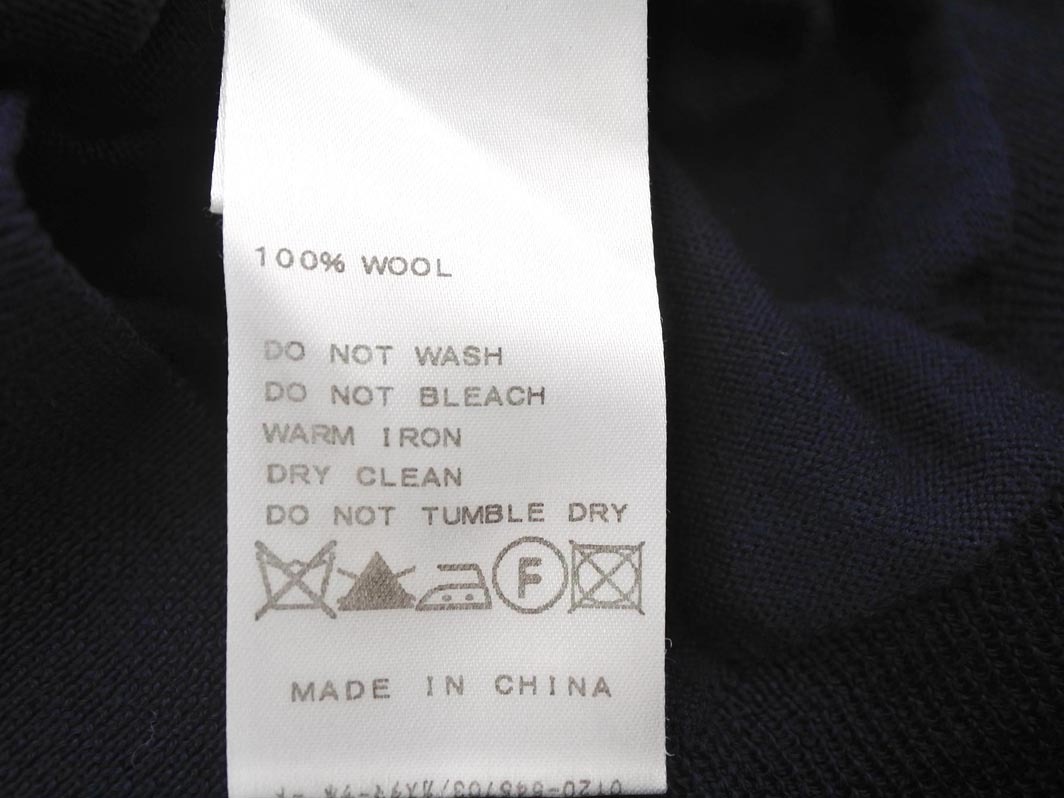 100% WOOL
DO NOT WASH
DO NOT BLEACH
WARM IRON
DRY CLEAN
DO NOT TUMBLE DRY
F
MADE IN CHINA